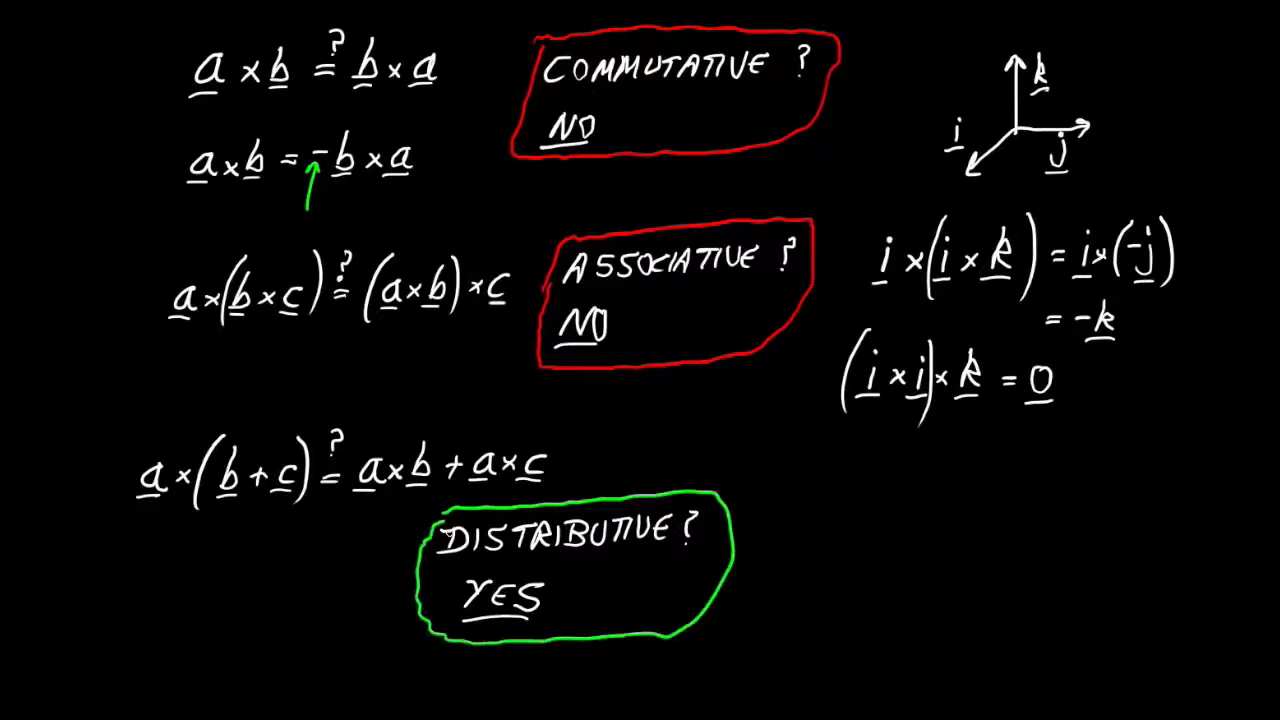 a × b ?= b × a
COMMUTATIVE ?
NO
a × b = - b × a
k
i
j
a × (b × c) ?= (a × b) × c
ASSOCIATIVE ?
NO
i × (i × k) = i × (-j)
= -k
(i × i) × k = 0
a × (b + c) ?= a × b + a × c
DISTRIBUTIVE ?
YES